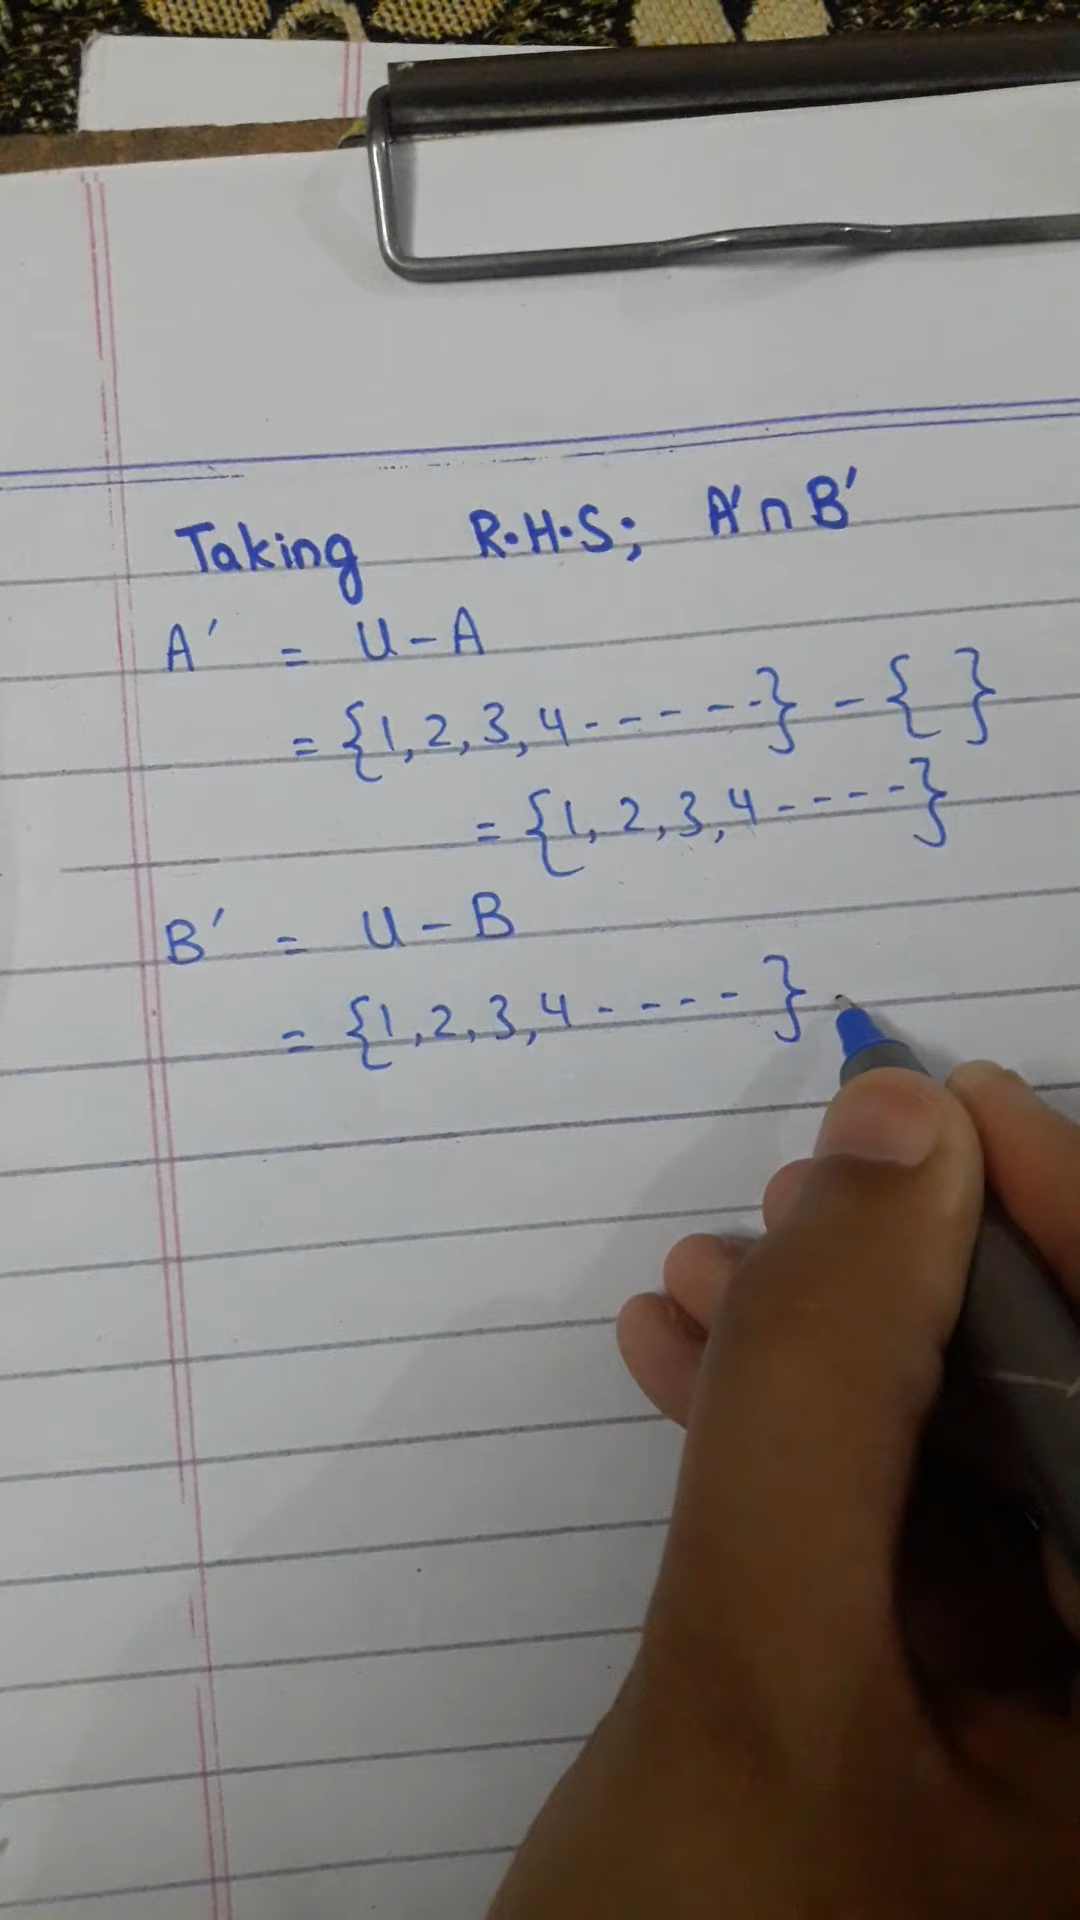 Taking R.H.S; A'∩B'
A' = U-A
= {1,2,3,4------} - { }
= {1,2,3,4-----}
B' = U-B
= {1,2,3,4-----}